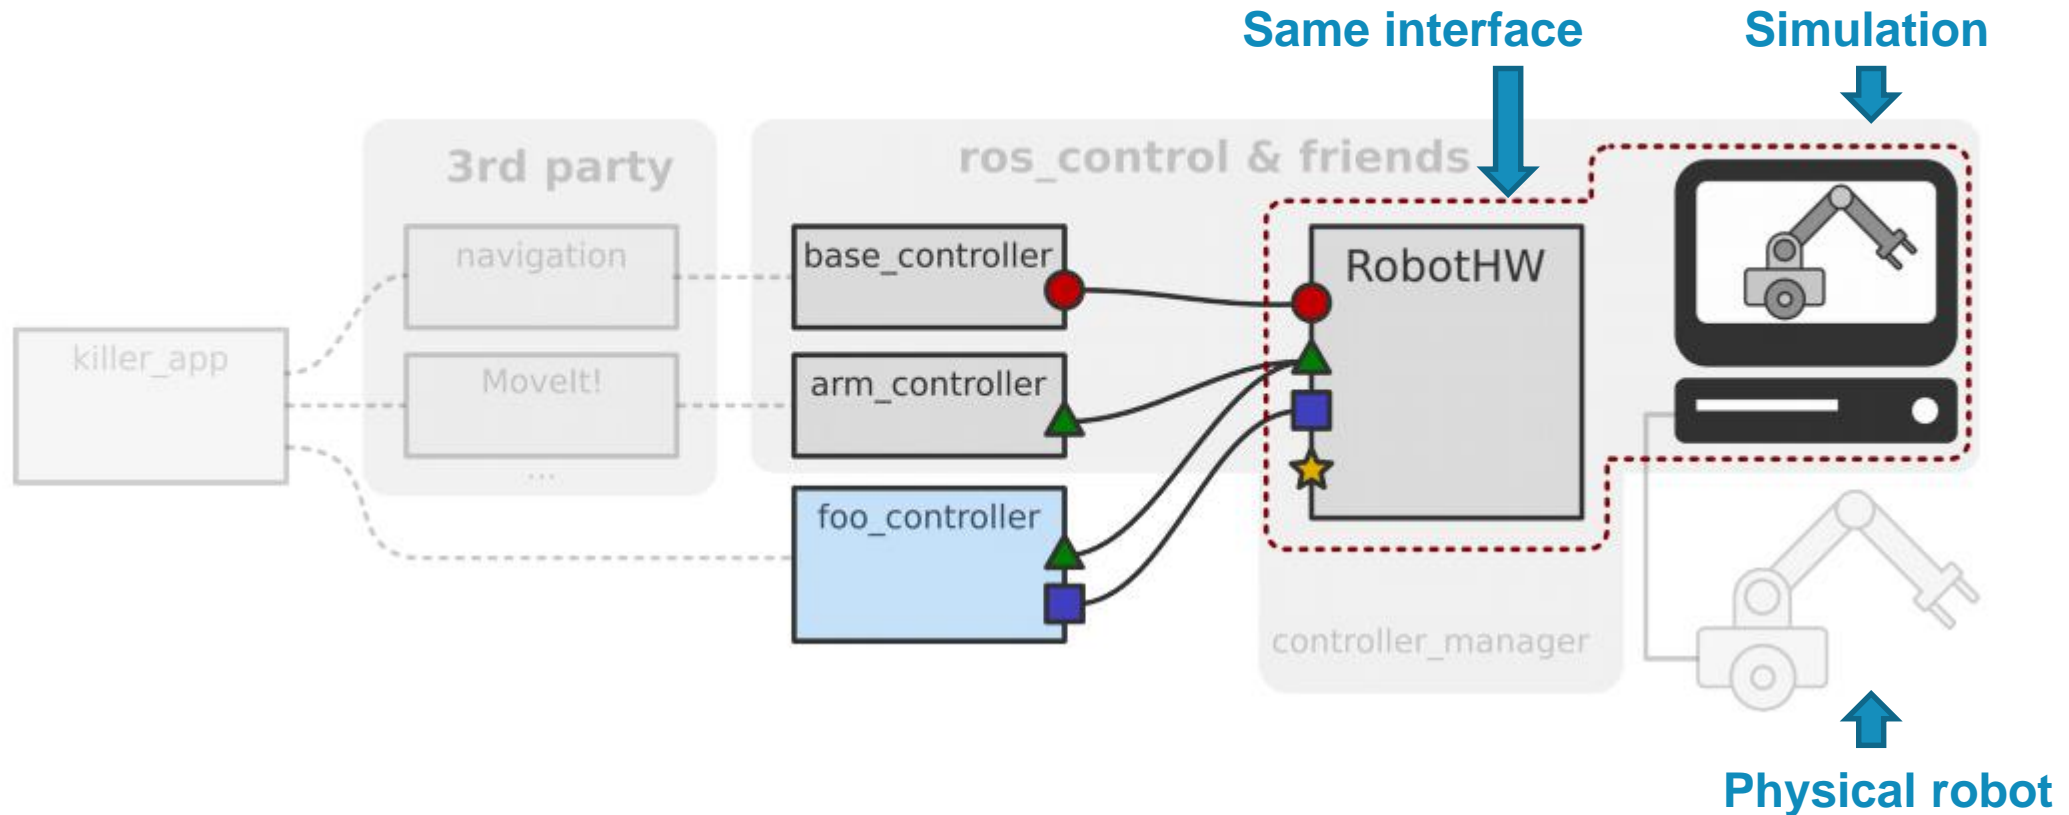 Same interface
Simulation
3rd party
ros_control & friends
navigation
base_controller
RobotHW
killer_app
MoveIt!
arm_controller
...
foo_controller
controller_manager
Physical robot